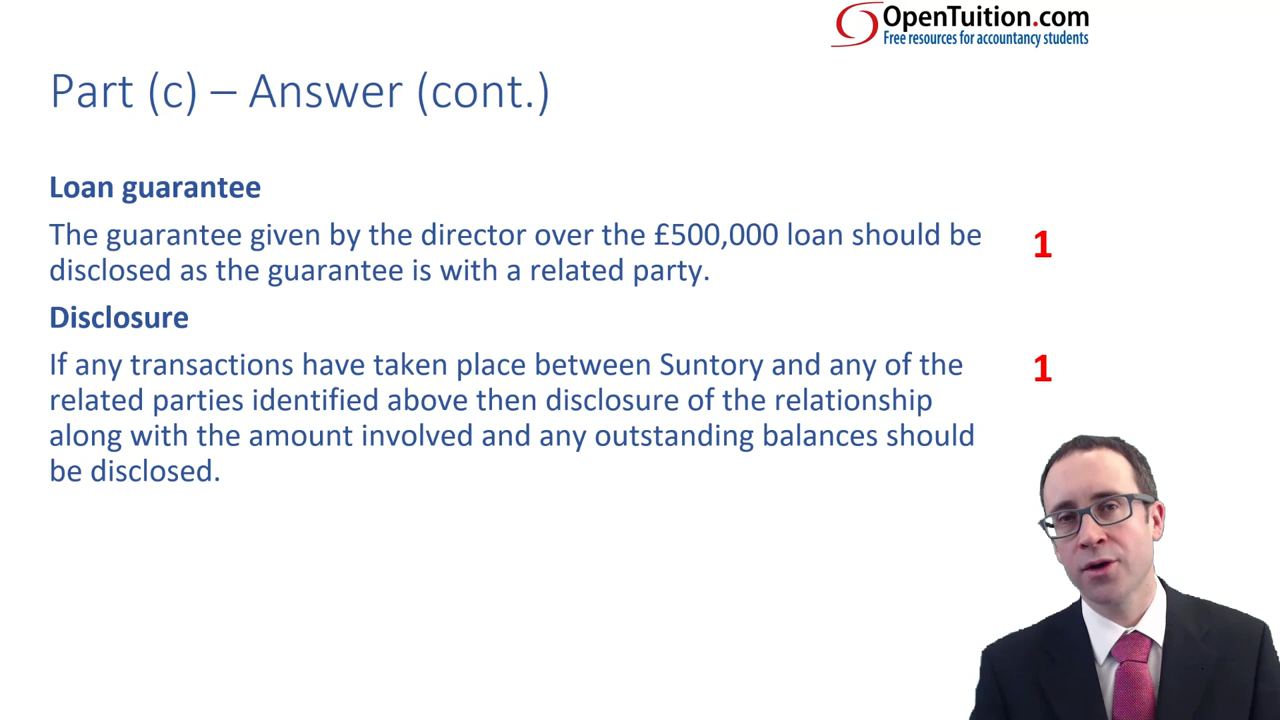 OpenTuition.com
Free resources for accountancy students
Part (c) – Answer (cont.)
Loan guarantee
The guarantee given by the director over the £500,000 loan should be
disclosed as the guarantee is with a related party.
1
Disclosure
If any transactions have taken place between Suntory and any of the
related parties identified above then disclosure of the relationship
along with the amount involved and any outstanding balances should
be disclosed.
1